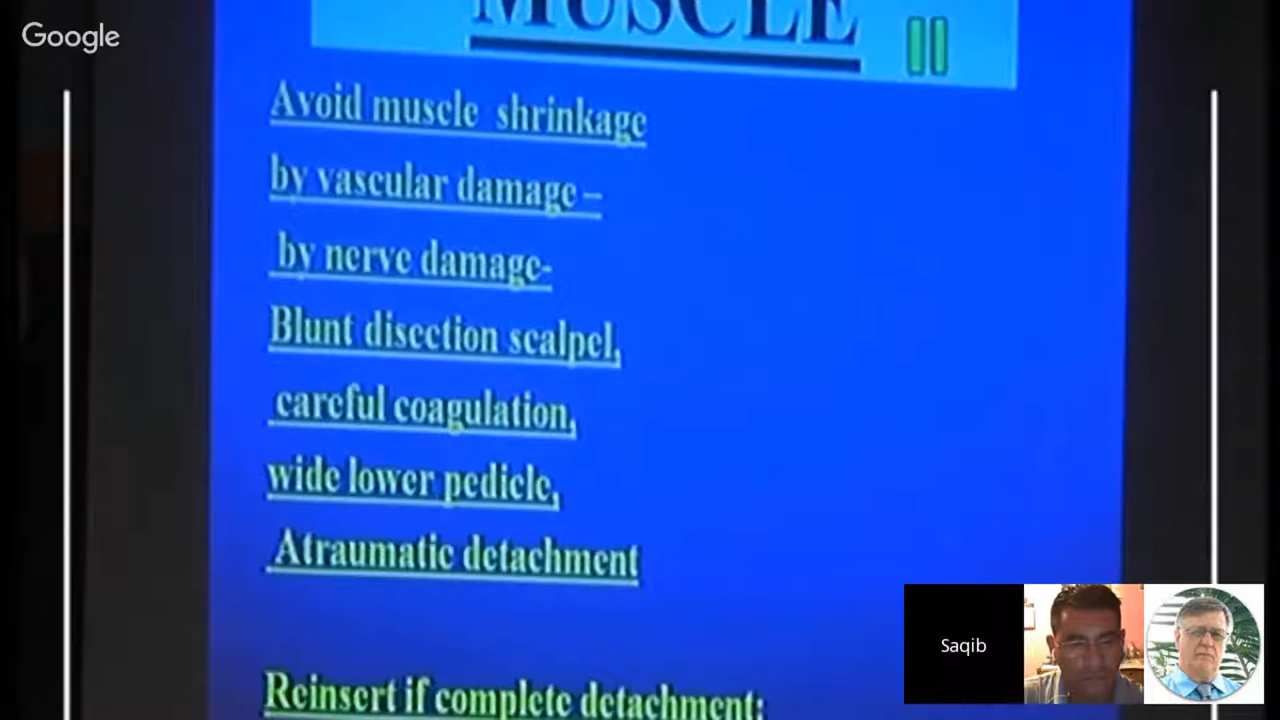 Google
MUSCLE
Avoid muscle shrinkage
by vascular damage –
by nerve damage-
Blunt disection scalpel,
careful coagulation,
wide lower pedicle,
Atraumatic detachment
Reinsert if complete detachment:
Saqib